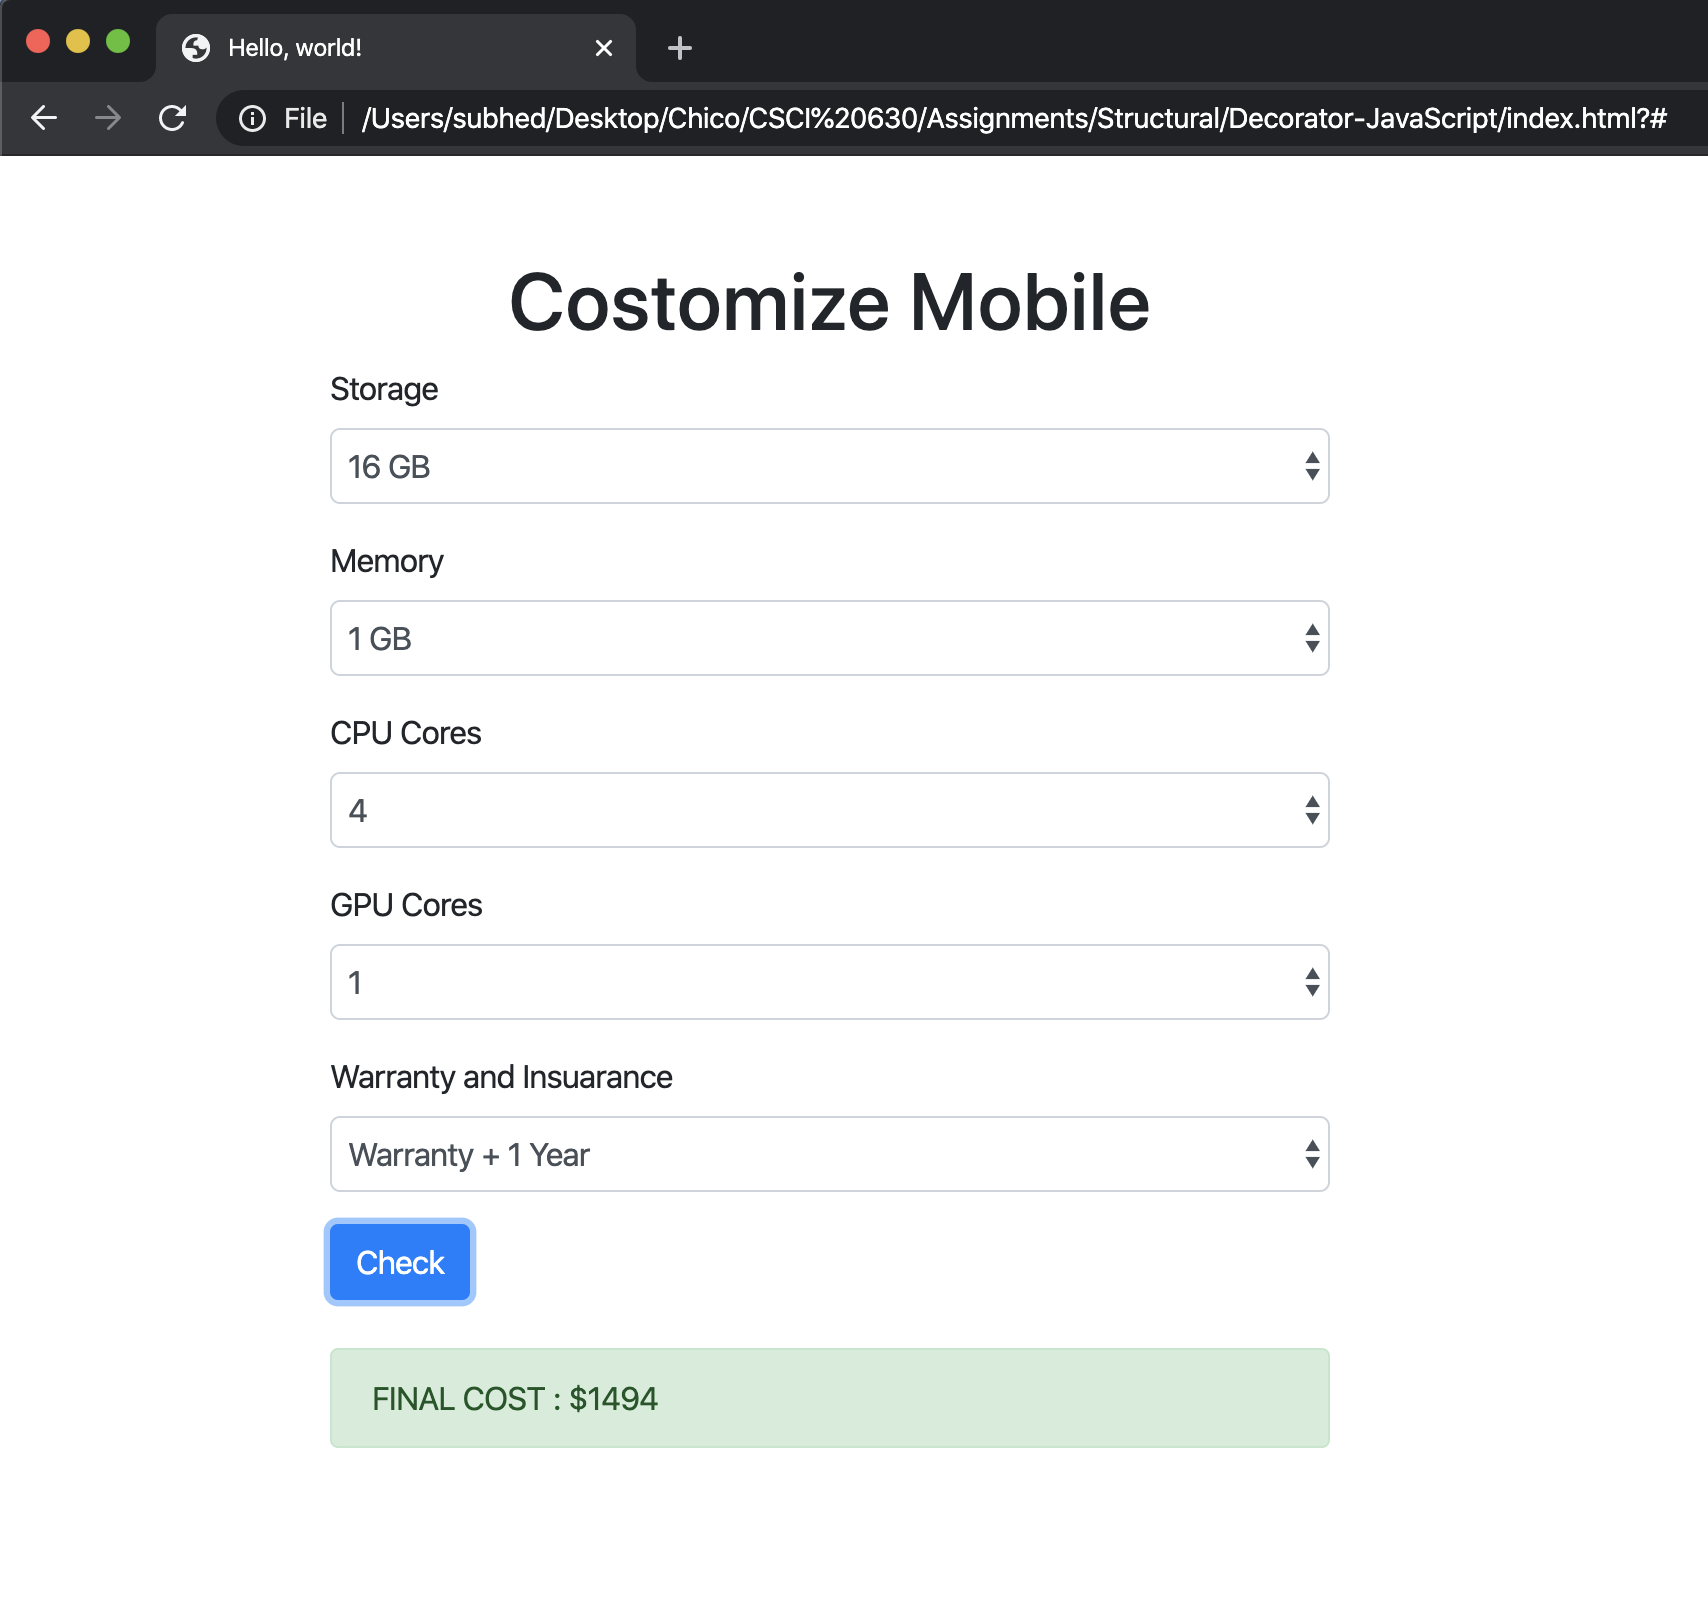 Hello, world!
File /Users/subhed/Desktop/Chico/CSCI%20630/Assignments/Structural/Decorator-JavaScript/index.html?#
Costomize Mobile
Storage
16 GB
Memory
1 GB
CPU Cores
4
GPU Cores
1
Warranty and Insuarance
Warranty + 1 Year
Check
FINAL COST : $1494